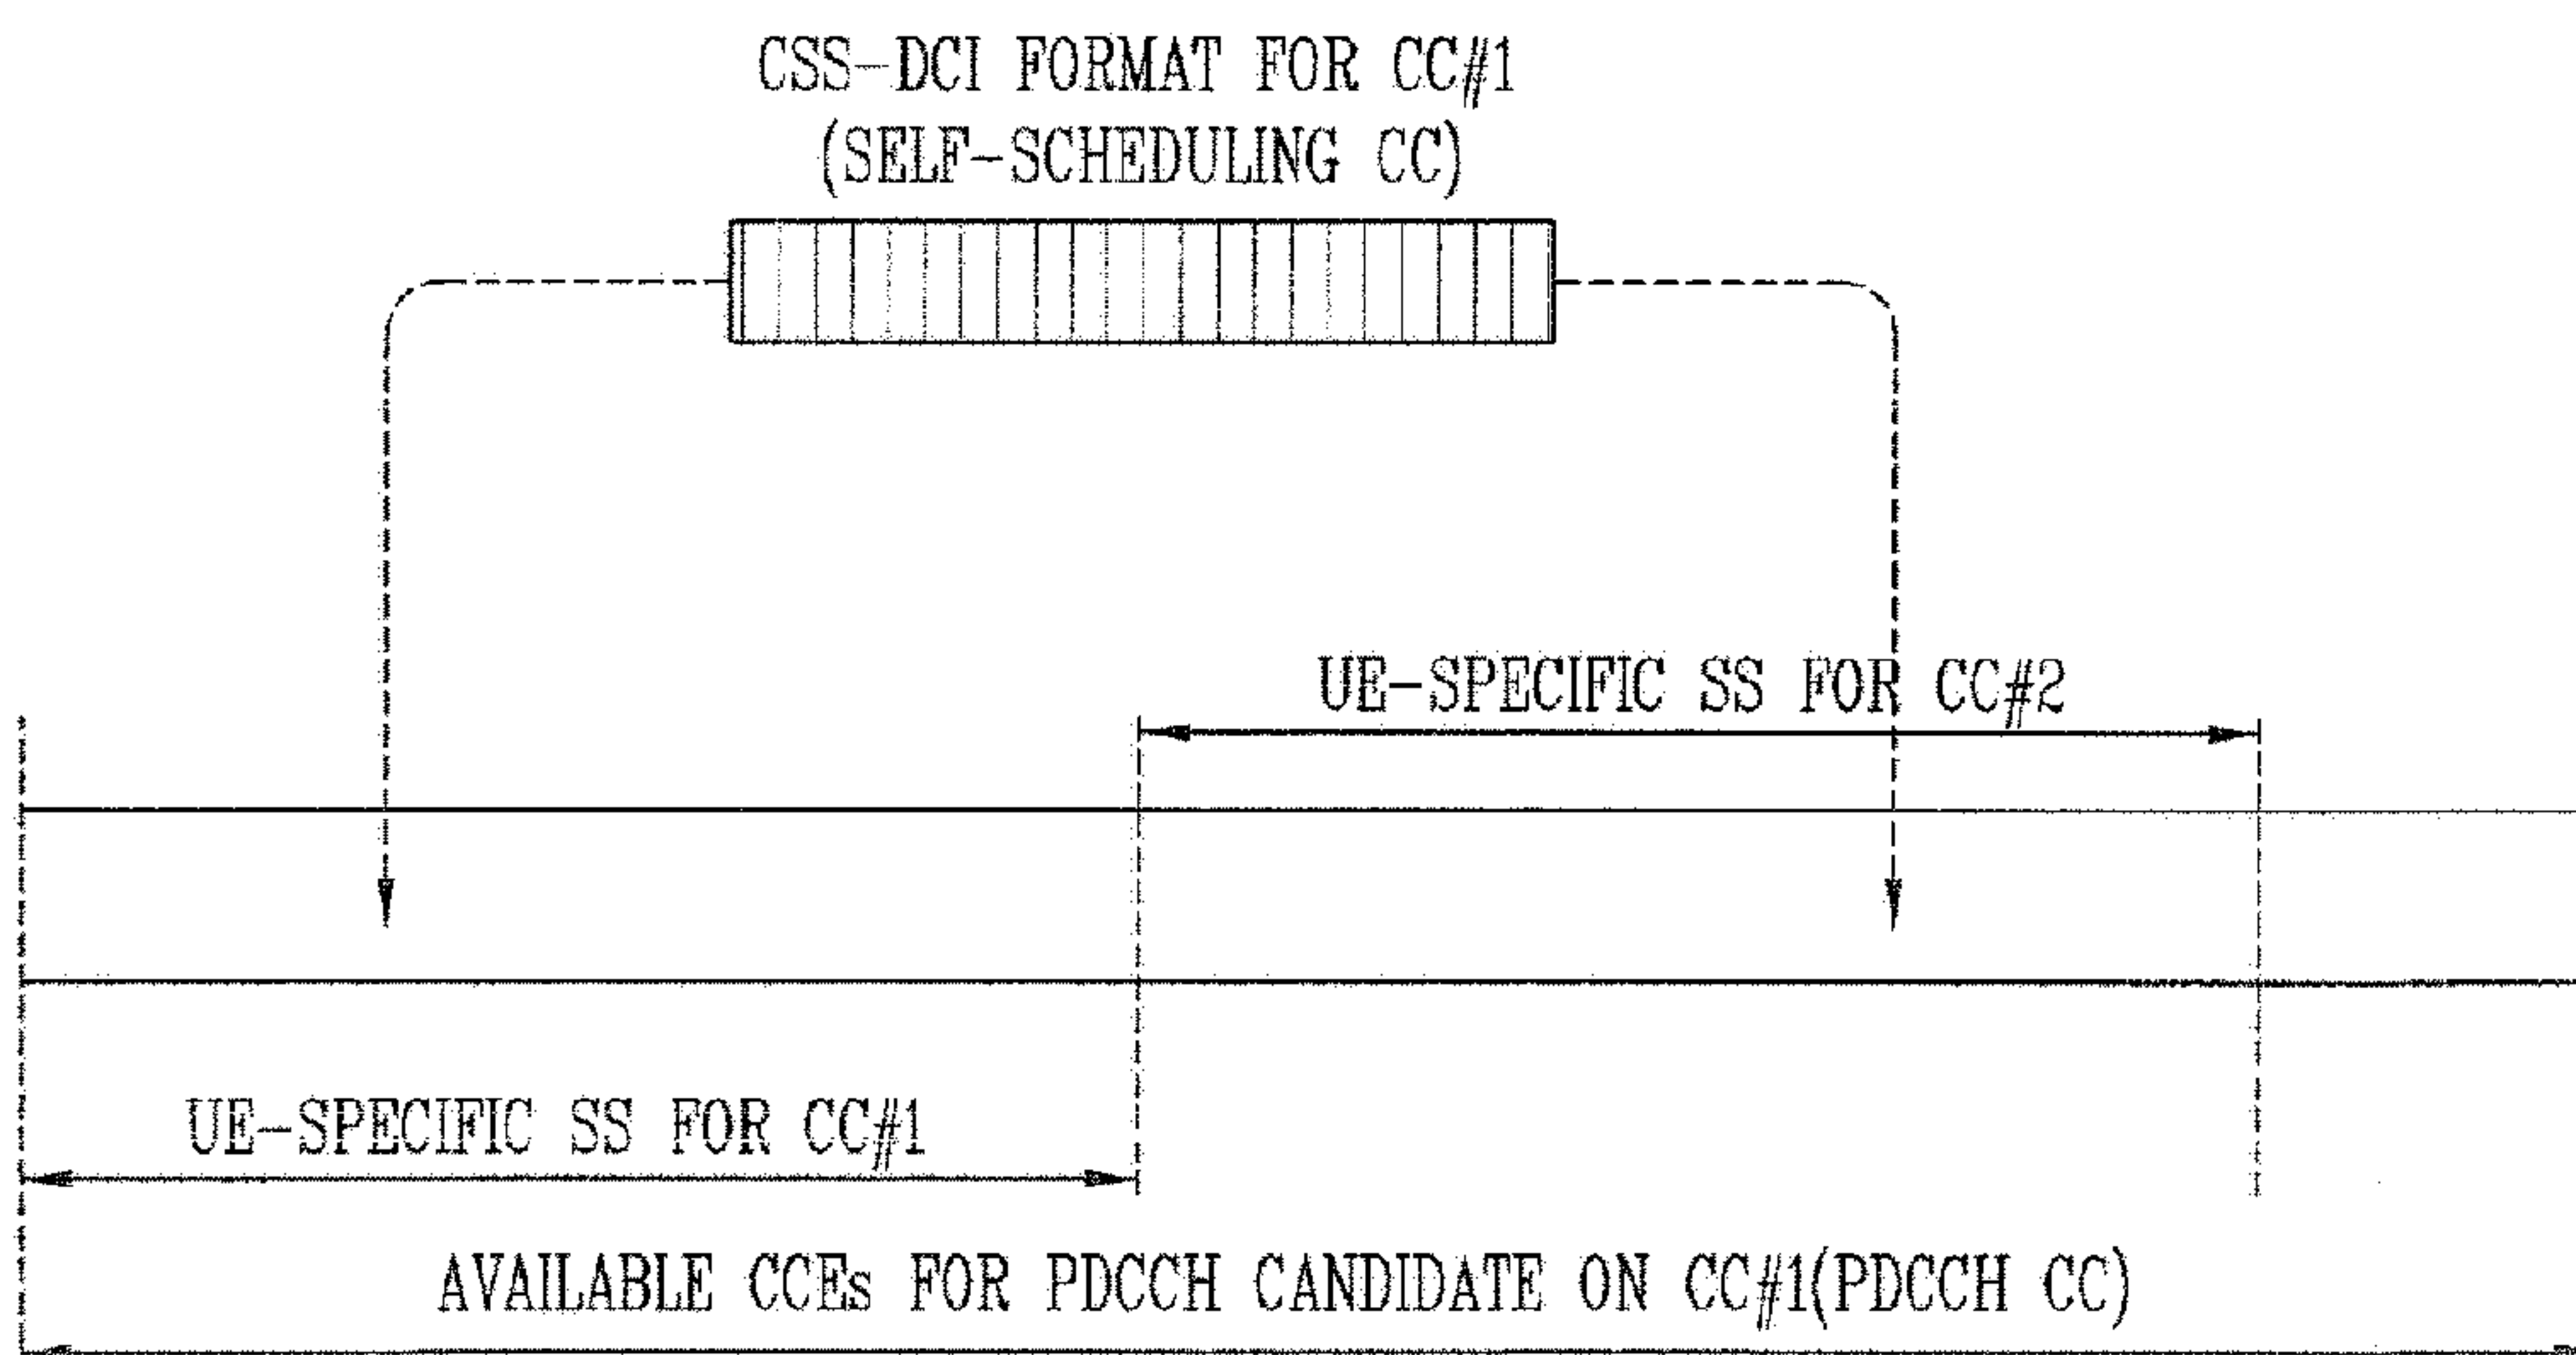 CSS-DCI FORMAT FOR CC#1
(SELF-SCHEDULING CC)
UE-SPECIFIC SS FOR CC#2
UE-SPECIFIC SS FOR CC#1
AVAILABLE CCEs FOR PDCCH CANDIDATE ON CC#1(PDCCH CC)